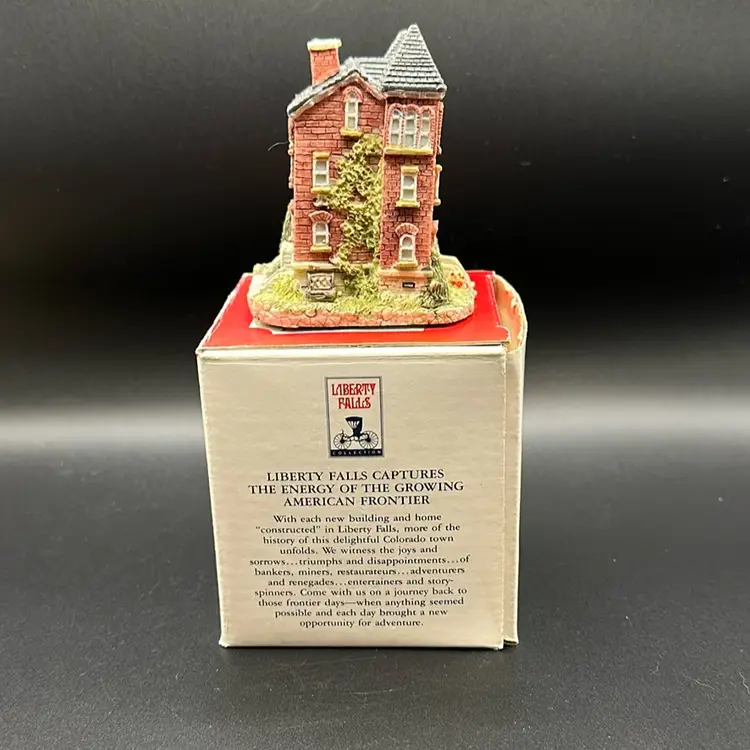 LIBERTY
FALLS
COLLECTION
LIBERTY FALLS CAPTURES
THE ENERGY OF THE GROWING
AMERICAN FRONTIER
With each new building and home
"constructed" in Liberty Falls, more of the
history of this delightful Colorado town
unfolds. We witness the joys and
sorrows...triumphs and disappointments...of
bankers, miners, restaurateurs...adventurers
and renegades...entertainers and story-
spinners. Come with us on a journey back to
those frontier days—when anything seemed
possible and each day brought a new
opportunity for adventure.